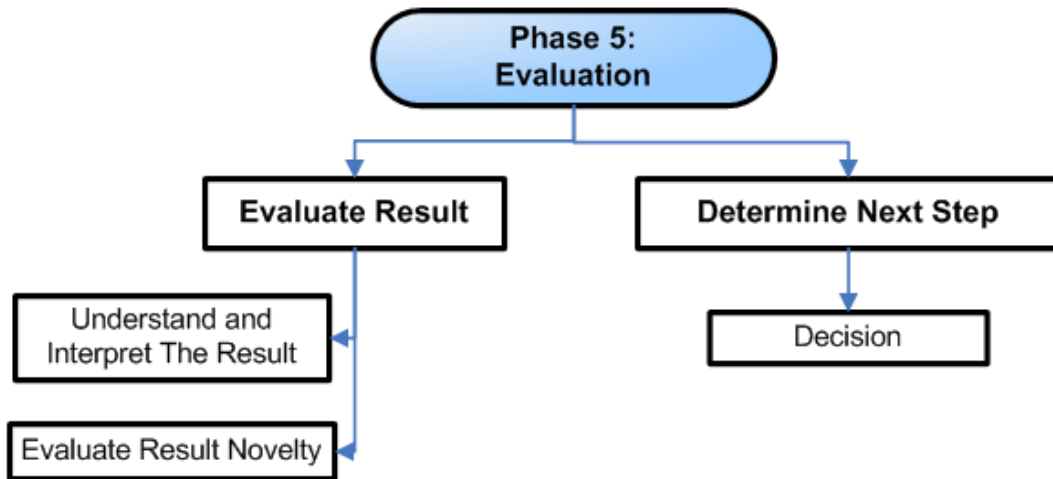 Phase 5:
Evaluation
Evaluate Result
Determine Next Step
Understand and
Interpret The Result
Decision
Evaluate Result Novelty